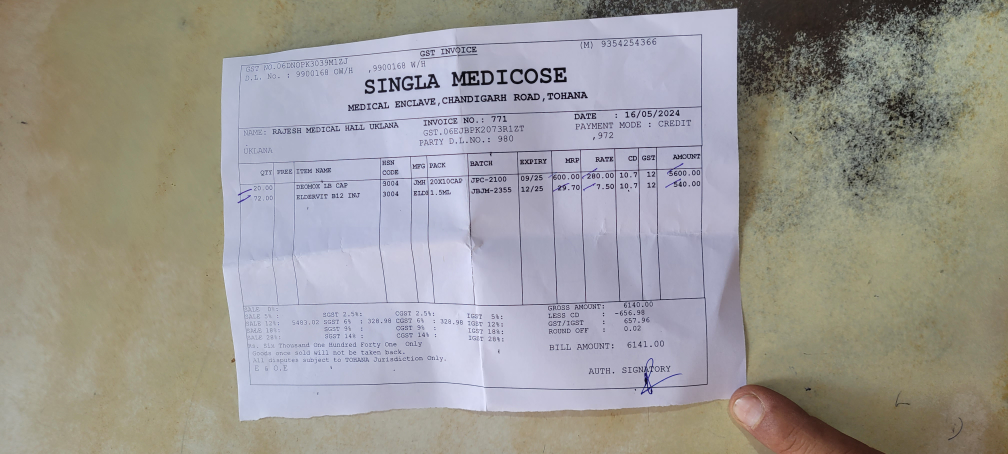 GST INVOICE
(M) 9354254366
GST NO.06DNOPK3039M1ZJ
D.L. No. : 9900168 OW/H ,9900168 W/H
SINGLA MEDICOSE
MEDICAL ENCLAVE,CHANDIGARH ROAD,TOHANA
NAME: RAJESH MEDICAL HALL UKLANA
UKLANA
INVOICE NO.: 771
GST.06EJBPK2073R1ZT
PARTY D.L.NO.: 980 ,972
DATE : 16/05/2024
PAYMENT MODE : CREDIT
QTY FREE ITEM NAME HSN CODE MFG PACK BATCH EXPIRY MRP RATE CD GST AMOUNT
20.00 DEOMOX LB CAP 9004 JMR 20X10CAP JPC-2100 09/25 600.00 280.00 10.7 12 5600.00
72.00 ELDERVIT B12 INJ 3004 ELDE 1.5ML JBJM-2355 12/25 29.70 7.50 10.7 12 540.00
SALE 0%:
SALE 5% : SGST 2.5%: CGST 2.5%: IGST 5%:
SALE 12%: 5483.02 SGST 6% : 328.98 CGST 6% : 328.98 IGST 12%:
SALE 18%: SGST 9% : CGST 9% : IGST 18%:
SALE 28%: SGST 14% : CGST 14% : IGST 28%:
Rs. Six Thousand One Hundred Forty One Only
Goods once sold will not be taken back.
All disputes subject to TOHANA Jurisdiction Only.
E & O.E
GROSS AMOUNT: 6140.00
LESS CD : -656.98
GST/IGST : 657.96
ROUND OFF : 0.02
BILL AMOUNT: 6141.00
AUTH. SIGNATORY